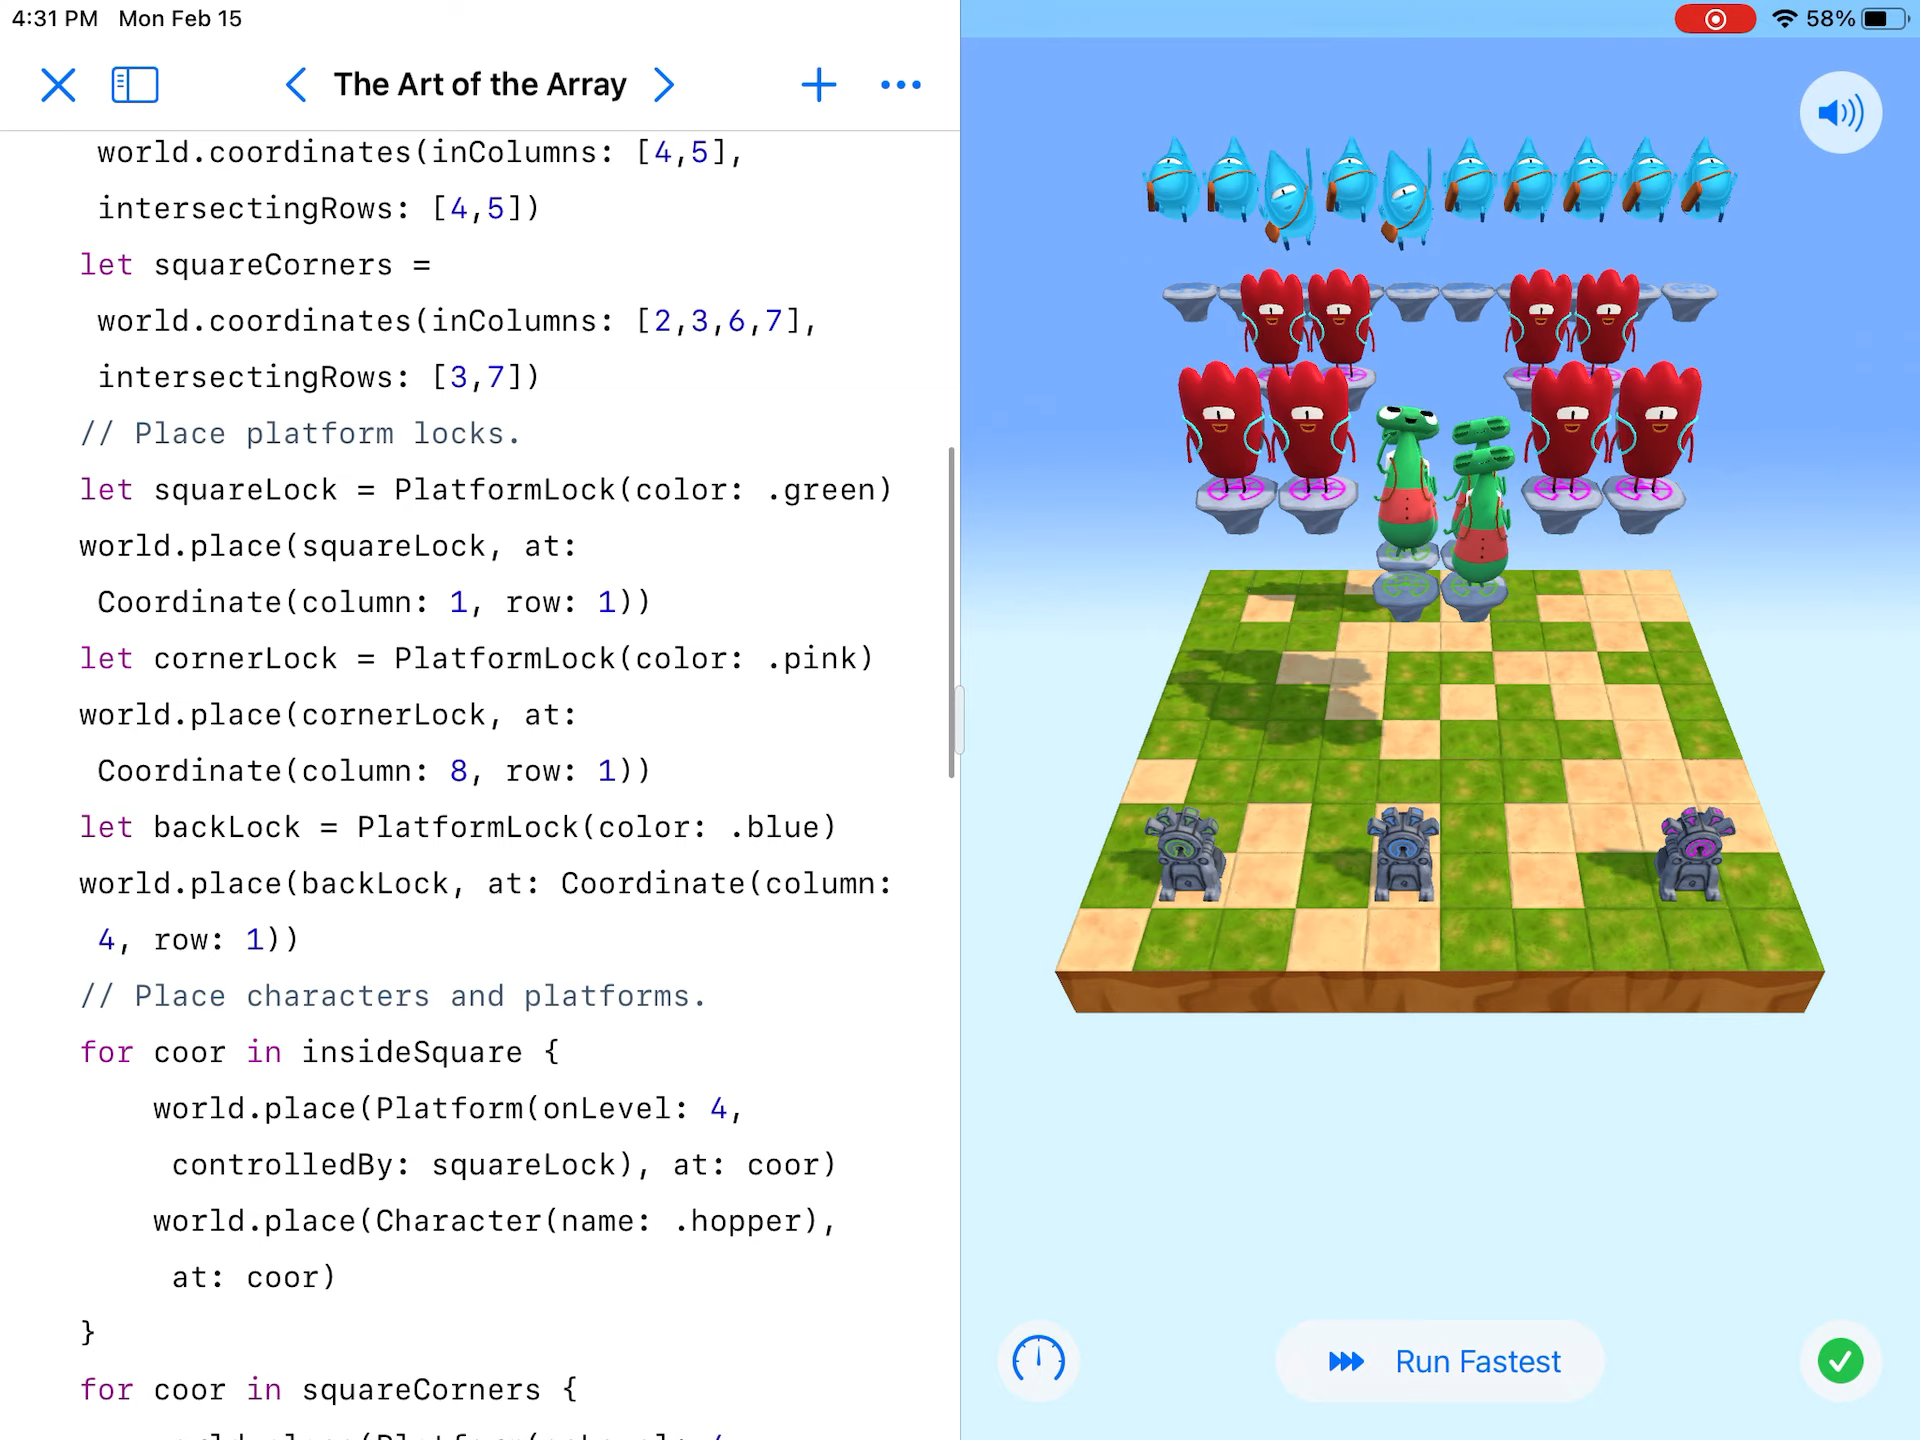 4:31 PM Mon Feb 15
58%
The Art of the Array
world.coordinates(inColumns: [4,5],
intersectingRows: [4,5])
let squareCorners =
world.coordinates(inColumns: [2,3,6,7],
intersectingRows: [3,7])
// Place platform locks.
let squareLock = PlatformLock(color: .green)
world.place(squareLock, at:
Coordinate(column: 1, row: 1))
let cornerLock = PlatformLock(color: .pink)
world.place(cornerLock, at:
Coordinate(column: 8, row: 1))
let backLock = PlatformLock(color: .blue)
world.place(backLock, at: Coordinate(column:
4, row: 1))
// Place characters and platforms.
for coor in insideSquare {
world.place(Platform(onLevel: 4,
controlledBy: squareLock), at: coor)
world.place(Character(name: .hopper),
at: coor)
}
for coor in squareCorners {
Run Fastest